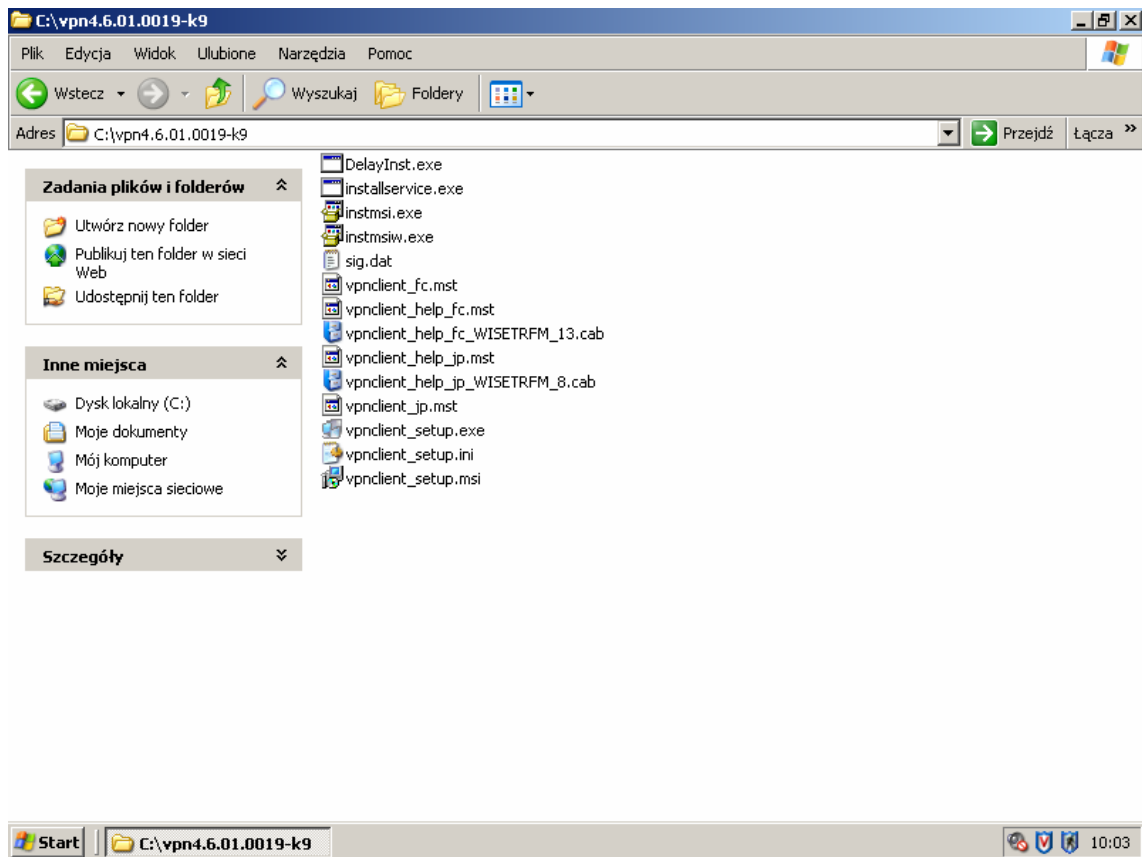 C:\vpn4.6.01.0019-k9
Plik Edycja Widok Ulubione Narzędzia Pomoc
Wstecz Wyszukaj Foldery
Adres C:\vpn4.6.01.0019-k9 Przejdź Łącza »
Zadania plików i folderów
Utwórz nowy folder
Publikuj ten folder w sieci
Web
Udostępnij ten folder
Inne miejsca
Dysk lokalny (C:)
Moje dokumenty
Mój komputer
Moje miejsca sieciowe
Szczegóły
DelayInst.exe
installservice.exe
instmsi.exe
instmsiw.exe
sig.dat
vpnclient_fc.mst
vpnclient_help_fc.mst
vpnclient_help_fc_WISETRFM_13.cab
vpnclient_help_jp.mst
vpnclient_help_jp_WISETRFM_8.cab
vpnclient_jp.mst
vpnclient_setup.exe
vpnclient_setup.ini
vpnclient_setup.msi
Start C:\vpn4.6.01.0019-k9 10:03